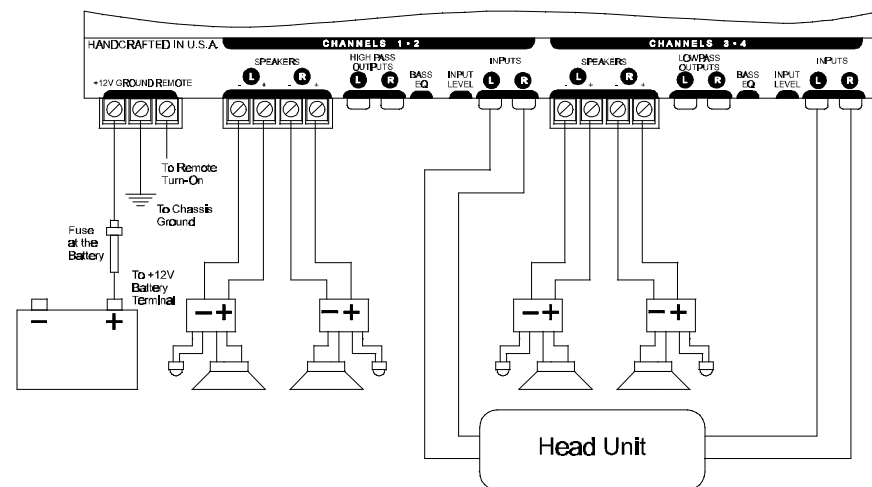 HANDCRAFTED IN U.S.A.
CHANNELS 1 • 2
CHANNELS 3 • 4
+12V GROUND REMOTE
SPEAKERS
L R
- + - +
HIGH PASS
OUTPUTS
L R
BASS
EQ
INPUT
LEVEL
INPUTS
L R
SPEAKERS
L R
- + - +
LOW PASS
OUTPUTS
L R
BASS
EQ
INPUT
LEVEL
INPUTS
L R
To Remote
Turn-On
To Chassis
Ground
Fuse
at the
Battery
To +12V
Battery
Terminal
- +
- +
- +
- +
- +
Head Unit